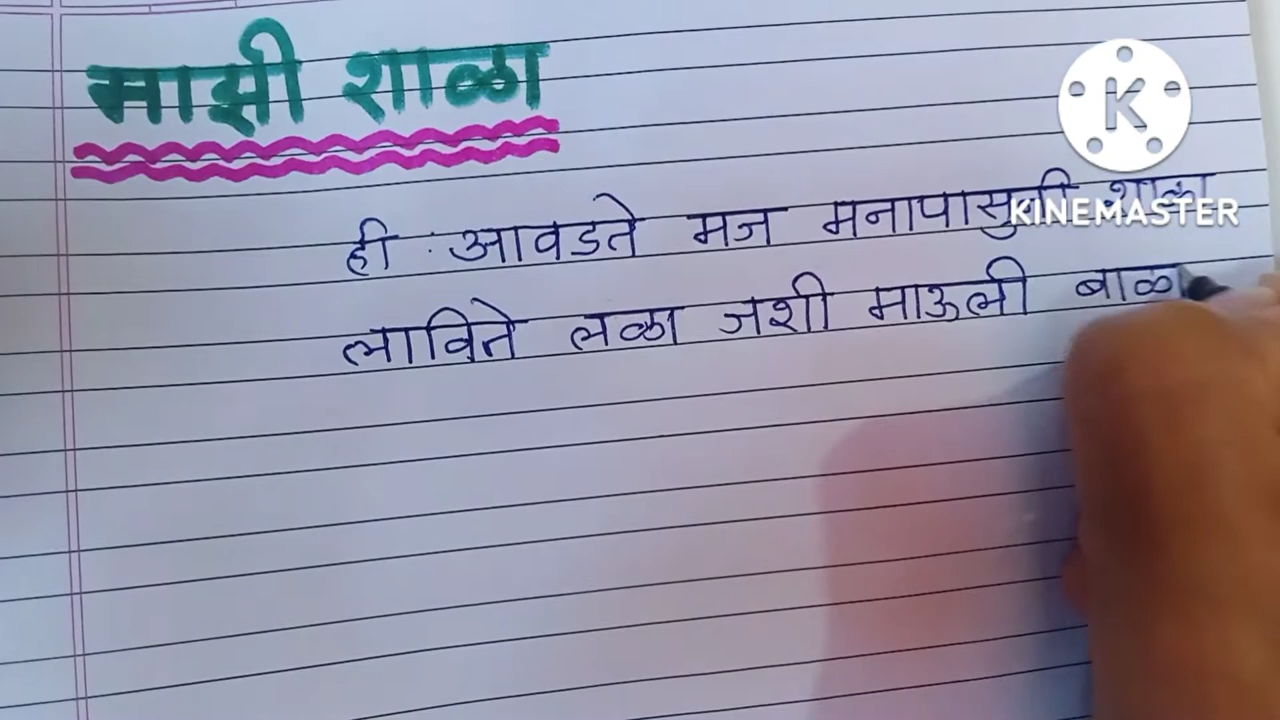 माझी शाळा
K
KINEMASTER
ही आवडते मज मनापासुनी शाळा
लाविते लळा जशी माऊली बाळा